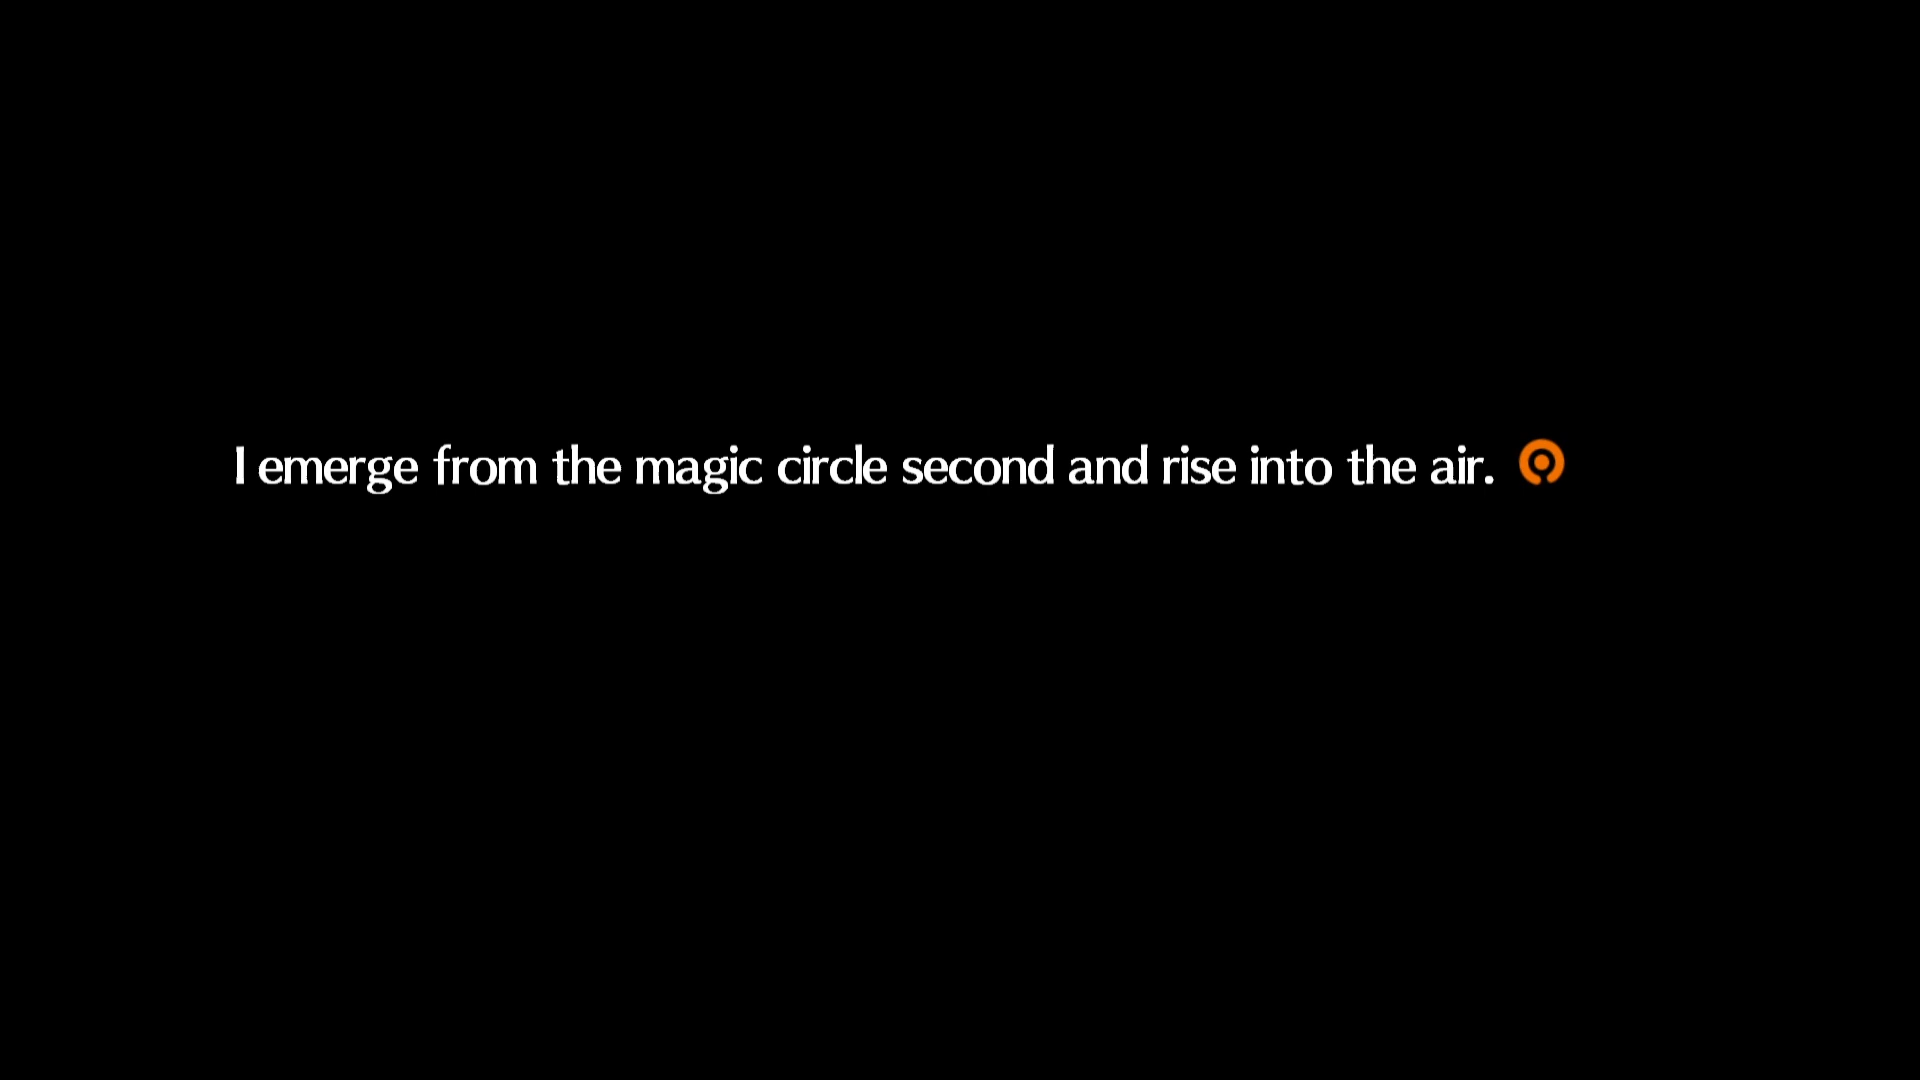 I emerge from the magic circle second and rise into the air.